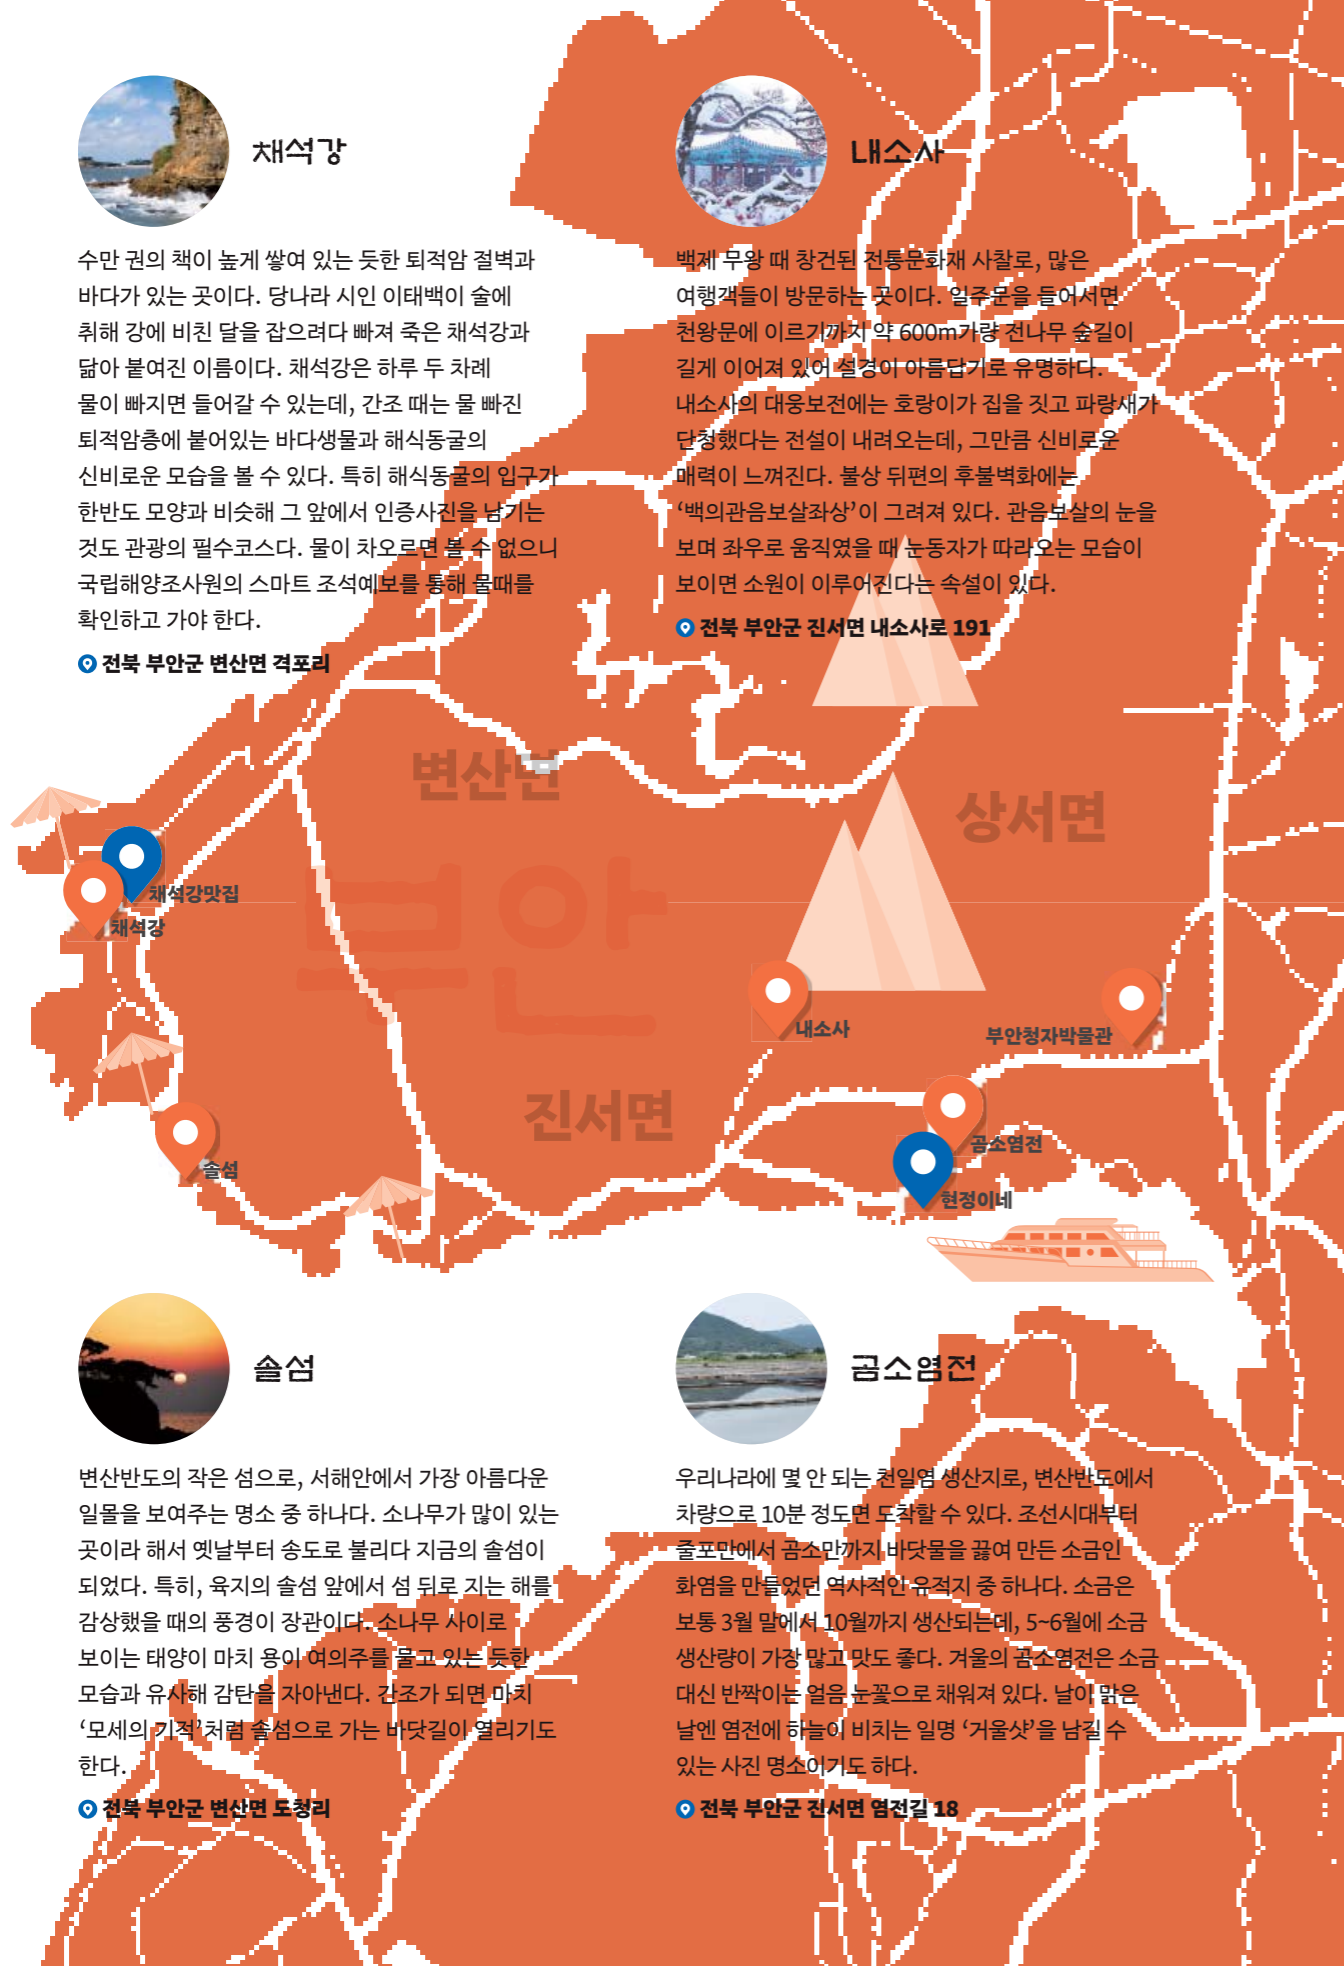 채석강
수만 권의 책이 높게 쌓여 있는 듯한 퇴적암 절벽과
바다가 있는 곳이다. 당나라 시인 이태백이 술에
취해 강에 비친 달을 잡으려다 빠져 죽은 채석강과
닮아 붙여진 이름이다. 채석강은 하루 두 차례
물이 빠지면 들어갈 수 있는데, 간조 때는 물 빠진
퇴적암층에 붙어있는 바다생물과 해식동굴의
신비로운 모습을 볼 수 있다. 특히 해식동굴의 입구가
한반도 모양과 비슷해 그 앞에서 인증사진을 남기는
것도 관광의 필수코스다. 물이 차오르면 볼 수 없으니
국립해양조사원의 스마트 조석예보를 통해 물때를
확인하고 가야 한다.
전북 부안군 변산면 격포리
내소사
백제 무왕 때 창건된 전통문화재 사찰로, 많은
여행객들이 방문하는 곳이다. 일주문을 들어서면
천왕문에 이르기까지 약 600m가량 전나무 숲길이
길게 이어져 있어 설경이 아름답기로 유명하다.
내소사의 대웅보전에는 호랑이가 집을 짓고 파랑새가
단청했다는 전설이 내려오는데, 그만큼 신비로운
매력이 느껴진다. 불상 뒤편의 후불벽화에는
‘백의관음보살좌상’이 그려져 있다. 관음보살의 눈을
보며 좌우로 움직였을 때 눈동자가 따라오는 모습이
보이면 소원이 이루어진다는 속설이 있다.
전북 부안군 진서면 내소사로 191
변산면
상서면
부안
채석강맛집
채석강
내소사
부안청자박물관
진서면
곰소염전
솔섬
현정이네
솔섬
변산반도의 작은 섬으로, 서해안에서 가장 아름다운
일몰을 보여주는 명소 중 하나다. 소나무가 많이 있는
곳이라 해서 옛날부터 송도로 불리다 지금의 솔섬이
되었다. 특히, 육지의 솔섬 앞에서 섬 뒤로 지는 해를
감상했을 때의 풍경이 장관이다. 소나무 사이로
보이는 태양이 마치 용이 여의주를 물고 있는 듯한
모습과 유사해 감탄을 자아낸다. 간조가 되면 마치
‘모세의 기적’처럼 솔섬으로 가는 바닷길이 열리기도
한다.
전북 부안군 변산면 도청리
곰소염전
우리나라에 몇 안 되는 천일염 생산지로, 변산반도에서
차량으로 10분 정도면 도착할 수 있다. 조선시대부터
줄포만에서 곰소만까지 바닷물을 끓여 만든 소금인
화염을 만들었던 역사적인 유적지 중 하나다. 소금은
보통 3월 말에서 10월까지 생산되는데, 5~6월에 소금
생산량이 가장 많고 맛도 좋다. 겨울의 곰소염전은 소금
대신 반짝이는 얼음 눈꽃으로 채워져 있다. 날이 맑은
날엔 염전에 하늘이 비치는 일명 ‘거울샷’을 남길 수
있는 사진 명소이기도 하다.
전북 부안군 진서면 염전길 18